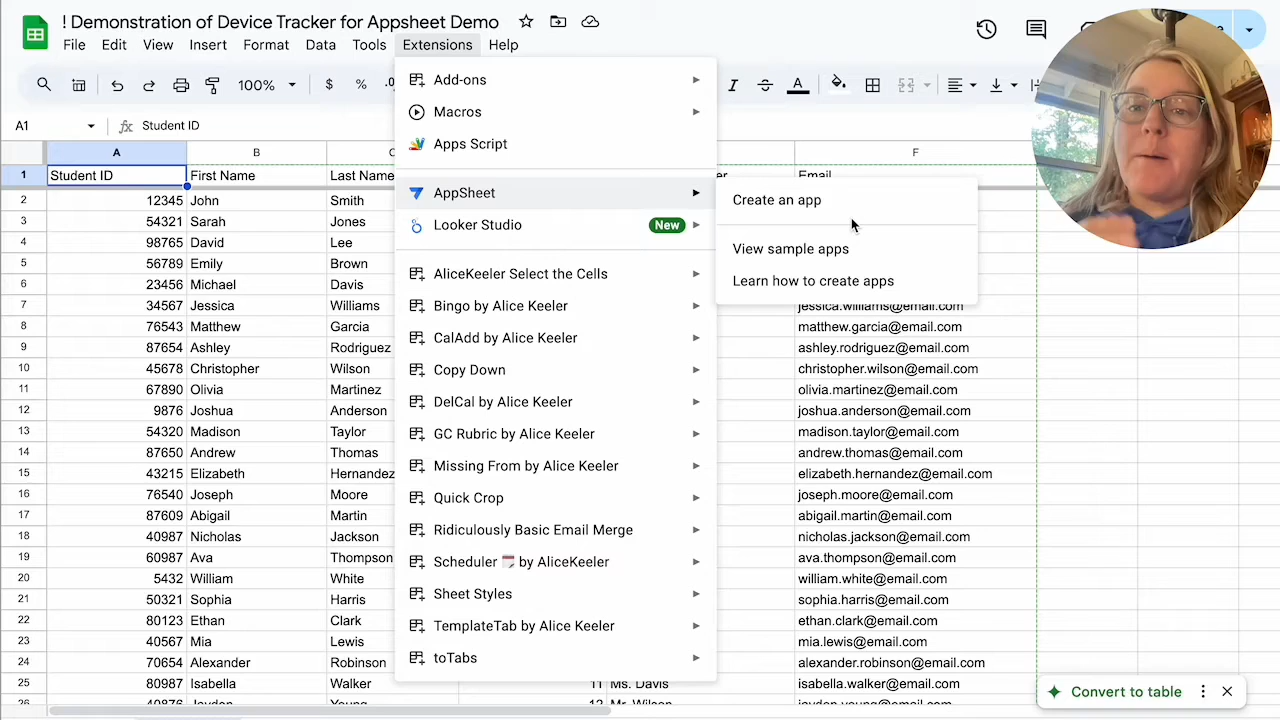 ! Demonstration of Device Tracker for Appsheet Demo
File Edit View Insert Format Data Tools Extensions Help
100% $ %
A1 fx Student ID
A B F
1 Student ID First Name Last Name Email
2 12345 John Smith
3 54321 Sarah Jones
4 98765 David Lee
5 56789 Emily Brown
6 23456 Michael Davis
7 34567 Jessica Williams jessica.williams@email.com
8 76543 Matthew Garcia matthew.garcia@email.com
9 87654 Ashley Rodriguez ashley.rodriguez@email.com
10 45678 Christopher Wilson christopher.wilson@email.com
11 67890 Olivia Martinez olivia.martinez@email.com
12 9876 Joshua Anderson joshua.anderson@email.com
13 54320 Madison Taylor madison.taylor@email.com
14 87650 Andrew Thomas andrew.thomas@email.com
15 43215 Elizabeth Hernandez elizabeth.hernandez@email.com
16 76540 Joseph Moore joseph.moore@email.com
17 87609 Abigail Martin abigail.martin@email.com
18 40987 Nicholas Jackson nicholas.jackson@email.com
19 60987 Ava Thompson ava.thompson@email.com
20 5432 William White william.white@email.com
21 50321 Sophia Harris sophia.harris@email.com
22 80123 Ethan Clark ethan.clark@email.com
23 40567 Mia Lewis mia.lewis@email.com
24 70654 Alexander Robinson alexander.robinson@email.com
25 80987 Isabella Walker 11 Ms. Davis isabella.walker@email.com
26 40876 Jayden Young 12 Mr. Wilson jayden.young@email.com
Add-ons
Macros
Apps Script
AppSheet
Looker Studio New
AliceKeeler Select the Cells
Bingo by Alice Keeler
CalAdd by Alice Keeler
Copy Down
DelCal by Alice Keeler
GC Rubric by Alice Keeler
Missing From by Alice Keeler
Quick Crop
Ridiculously Basic Email Merge
Scheduler by AliceKeeler
Sheet Styles
TemplateTab by Alice Keeler
toTabs
Create an app
View sample apps
Learn how to create apps
Convert to table